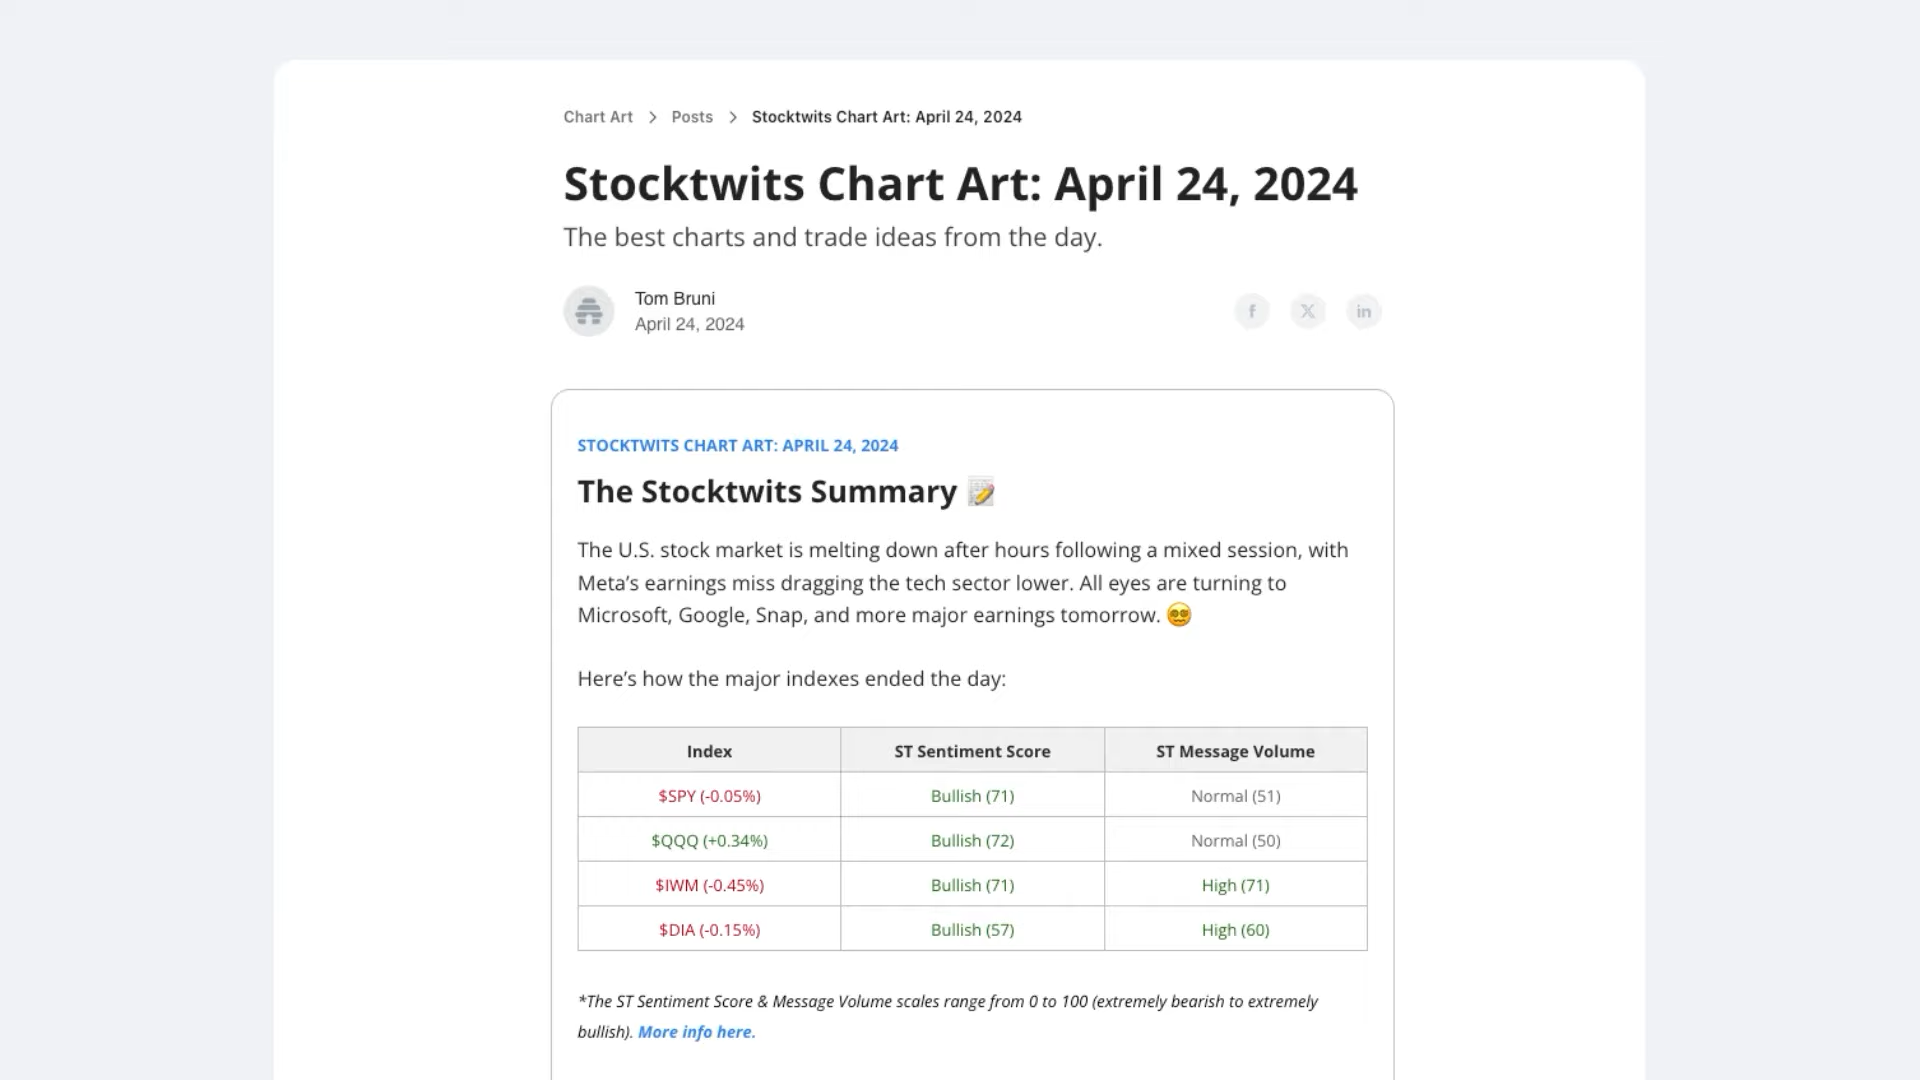 Chart Art > Posts > Stocktwits Chart Art: April 24, 2024
Stocktwits Chart Art: April 24, 2024
The best charts and trade ideas from the day.
Tom Bruni
April 24, 2024
f X in
STOCKTWITS CHART ART: APRIL 24, 2024
The Stocktwits Summary 📝
The U.S. stock market is melting down after hours following a mixed session, with
Meta’s earnings miss dragging the tech sector lower. All eyes are turning to
Microsoft, Google, Snap, and more major earnings tomorrow. 😵‍💫
Here’s how the major indexes ended the day:
Index ST Sentiment Score ST Message Volume
$SPY (-0.05%) Bullish (71) Normal (51)
$QQQ (+0.34%) Bullish (72) Normal (50)
$IWM (-0.45%) Bullish (71) High (71)
$DIA (-0.15%) Bullish (57) High (60)
*The ST Sentiment Score & Message Volume scales range from 0 to 100 (extremely bearish to extremely
bullish). More info here.